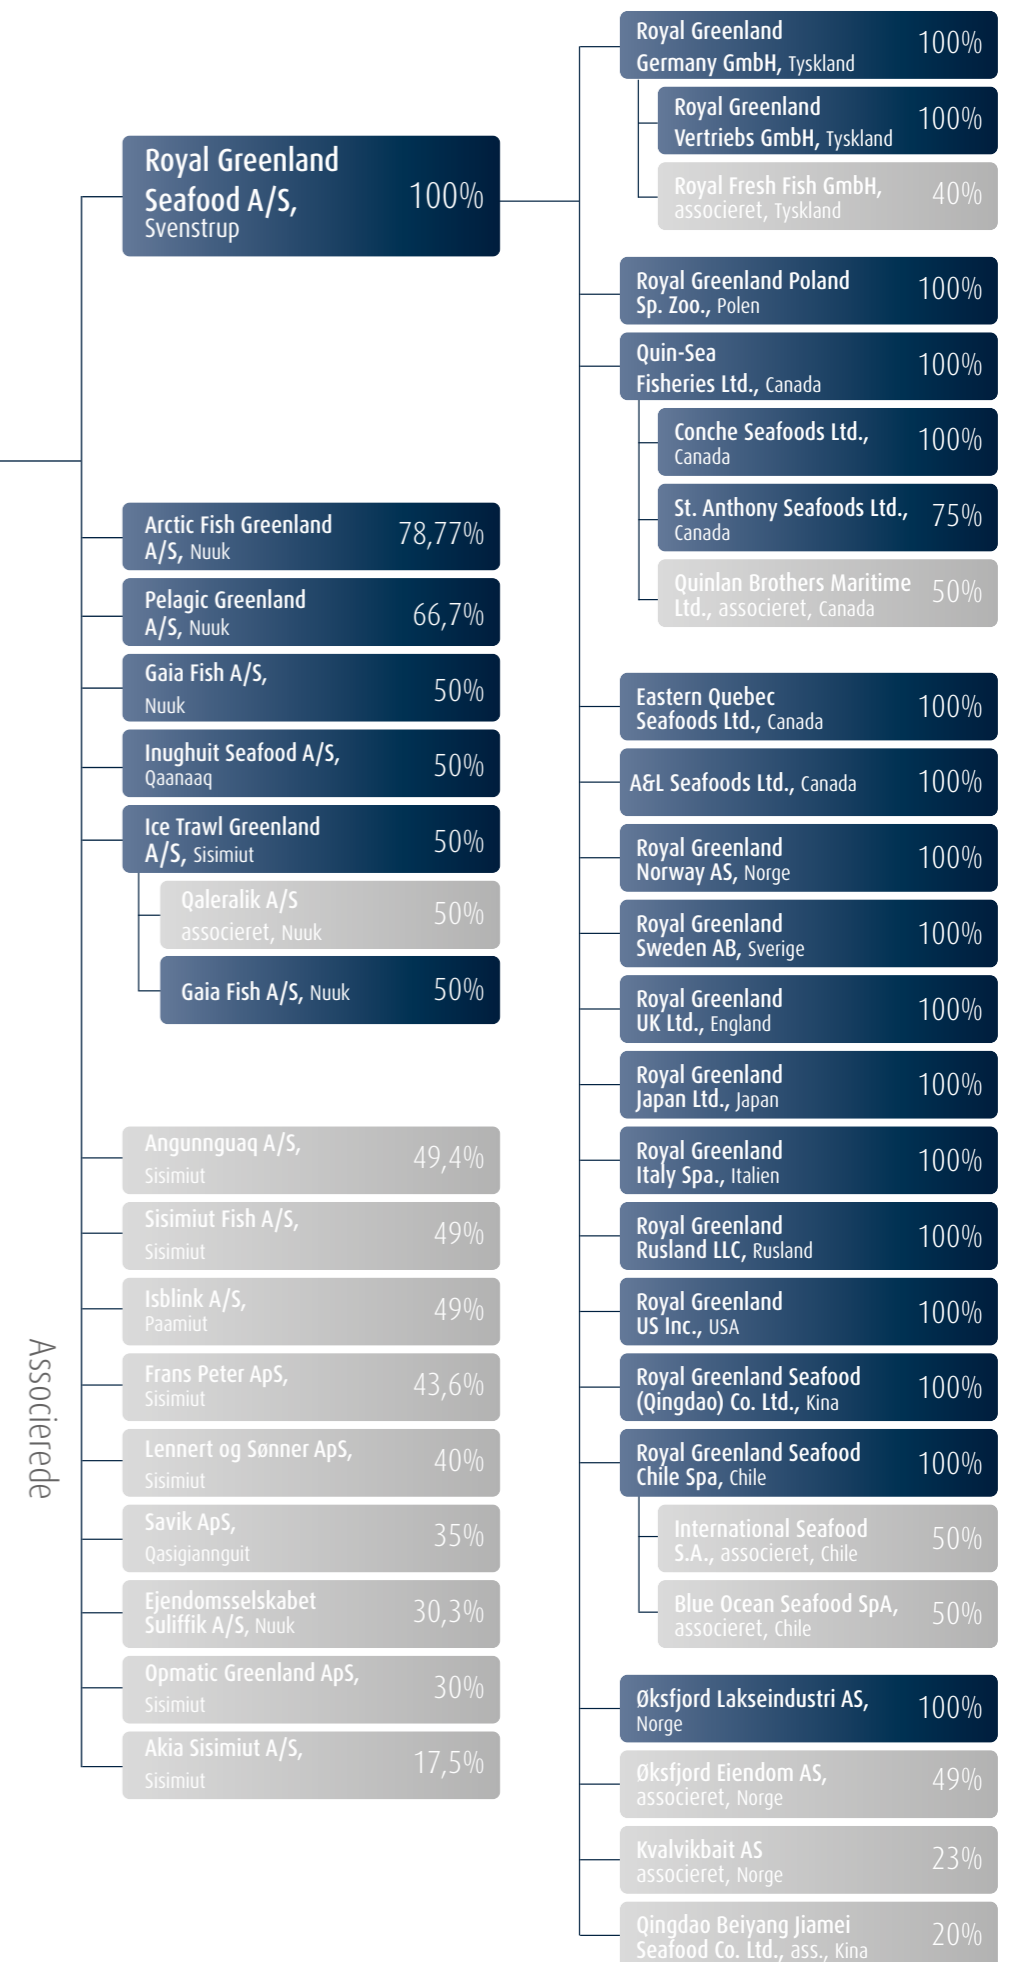 Royal Greenland
Seafood A/S,
Svenstrup
100%
Arctic Fish Greenland
A/S, Nuuk
78,77%
Pelagic Greenland
A/S, Nuuk
66,7%
Gaia Fish A/S,
Nuuk
50%
Inughuit Seafood A/S,
Qaanaaq
50%
Ice Trawl Greenland
A/S, Sisimiut
50%
Qaleralik A/S
associeret, Nuuk
50%
Gaia Fish A/S, Nuuk
50%
Associerede
Angunnguaq A/S,
Sisimiut
49,4%
Sisimiut Fish A/S,
Sisimiut
49%
Isblink A/S,
Paamiut
49%
Frans Peter ApS,
Sisimiut
43,6%
Lennert og Sønner ApS,
Sisimiut
40%
Savik ApS,
Qasigiannguit
35%
Ejendomsselskabet
Suliffik A/S, Nuuk
30,3%
Opmatic Greenland ApS,
Sisimiut
30%
Akia Sisimiut A/S,
Sisimiut
17,5%
Royal Greenland
Germany GmbH, Tyskland
100%
Royal Greenland
Vertriebs GmbH, Tyskland
100%
Royal Fresh Fish GmbH,
associeret, Tyskland
40%
Royal Greenland Poland
Sp. Zoo., Polen
100%
Quin-Sea
Fisheries Ltd., Canada
100%
Conche Seafoods Ltd.,
Canada
100%
St. Anthony Seafoods Ltd.,
Canada
75%
Quinlan Brothers Maritime
Ltd., associeret, Canada
50%
Eastern Quebec
Seafoods Ltd., Canada
100%
A&L Seafoods Ltd., Canada
100%
Royal Greenland
Norway AS, Norge
100%
Royal Greenland
Sweden AB, Sverige
100%
Royal Greenland
UK Ltd., England
100%
Royal Greenland
Japan Ltd., Japan
100%
Royal Greenland
Italy Spa., Italien
100%
Royal Greenland
Rusland LLC, Rusland
100%
Royal Greenland
US Inc., USA
100%
Royal Greenland Seafood
(Qingdao) Co. Ltd., Kina
100%
Royal Greenland Seafood
Chile Spa, Chile
100%
International Seafood
S.A., associeret, Chile
50%
Blue Ocean Seafood SpA,
associeret, Chile
50%
Øksfjord Lakseindustri AS,
Norge
100%
Øksfjord Eiendom AS,
associeret, Norge
49%
Kvalvikbait AS
associeret, Norge
23%
Qingdao Beiyang Jiamei
Seafood Co. Ltd., ass., Kina
20%